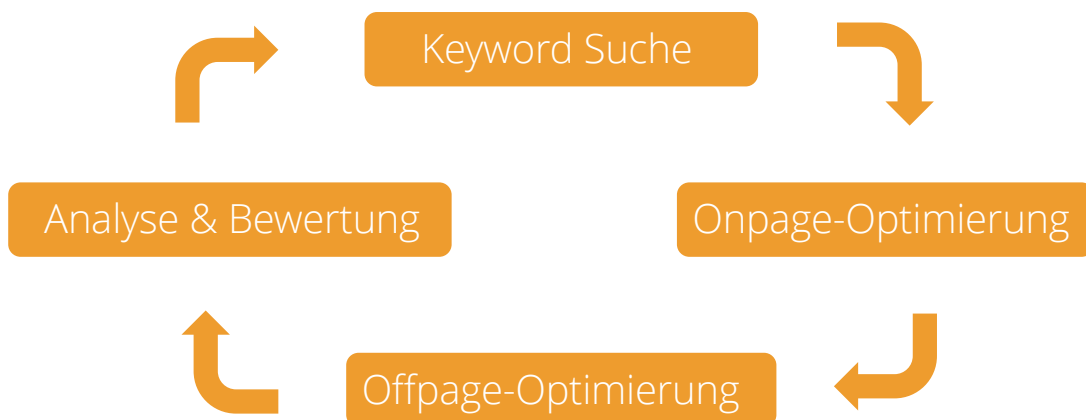 Keyword Suche
Analyse & Bewertung
Onpage-Optimierung
Offpage-Optimierung